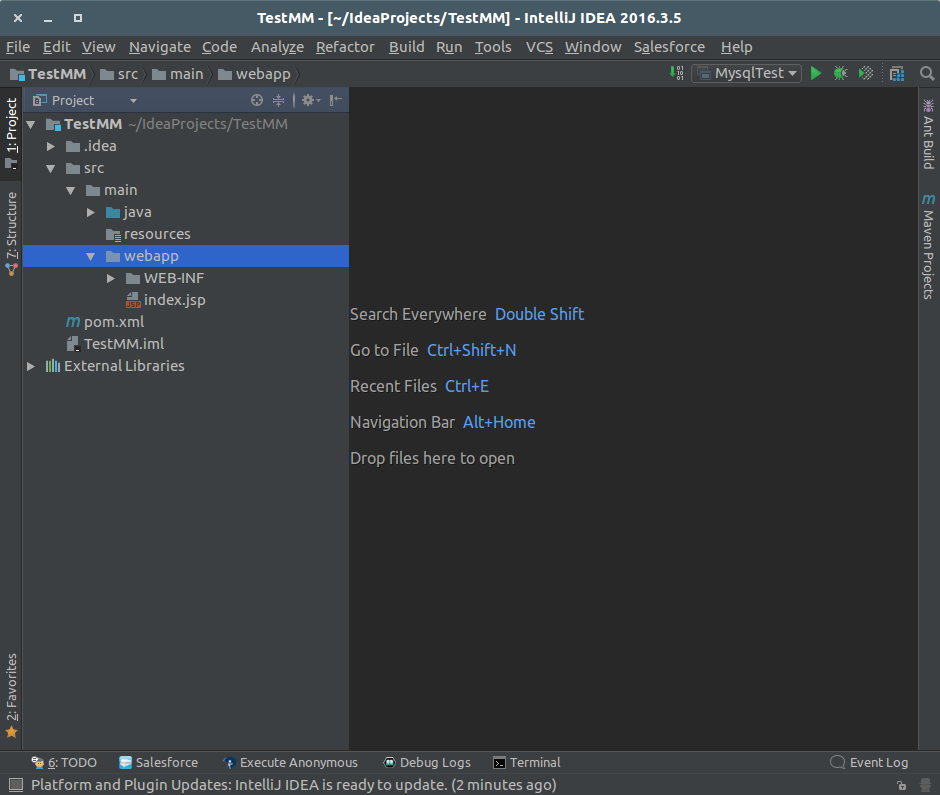 TestMM - [~/IdeaProjects/TestMM] - IntelliJ IDEA 2016.3.5
File Edit View Navigate Code Analyze Refactor Build Run Tools VCS Window Salesforce Help
TestMM src main webapp MysqlTest
Project
1: Project
7: Structure
2: Favorites
TestMM ~/IdeaProjects/TestMM
.idea
src
main
java
resources
webapp
WEB-INF
JSP index.jsp
m pom.xml
TestMM.iml
External Libraries
Search Everywhere Double Shift
Go to File Ctrl+Shift+N
Recent Files Ctrl+E
Navigation Bar Alt+Home
Drop files here to open
Ant Build
m Maven Projects
6: TODO Salesforce Execute Anonymous Debug Logs Terminal Event Log
Platform and Plugin Updates: IntelliJ IDEA is ready to update. (2 minutes ago)